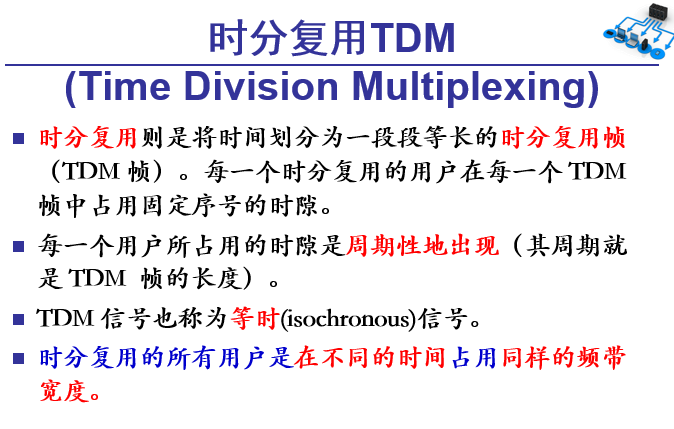 时分复用TDM
(Time Division Multiplexing)
时分复用则是将时间划分为一段段等长的时分复用帧
（TDM 帧）。每一个时分复用的用户在每一个 TDM
帧中占用固定序号的时隙。
每一个用户所占用的时隙是周期性地出现（其周期就
是 TDM 帧的长度）。
TDM 信号也称为等时(isochronous)信号。
时分复用的所有用户是在不同的时间占用同样的频带
宽度。